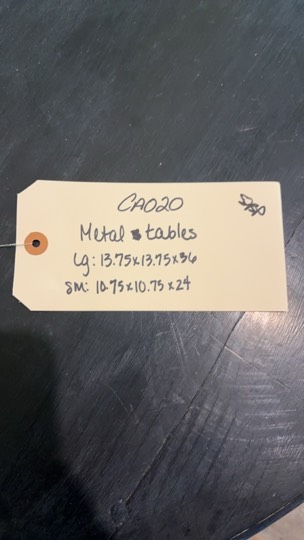 CA020
Metal tables
Lg: 13.75x13.75x36
SM: 10.75x10.75x24